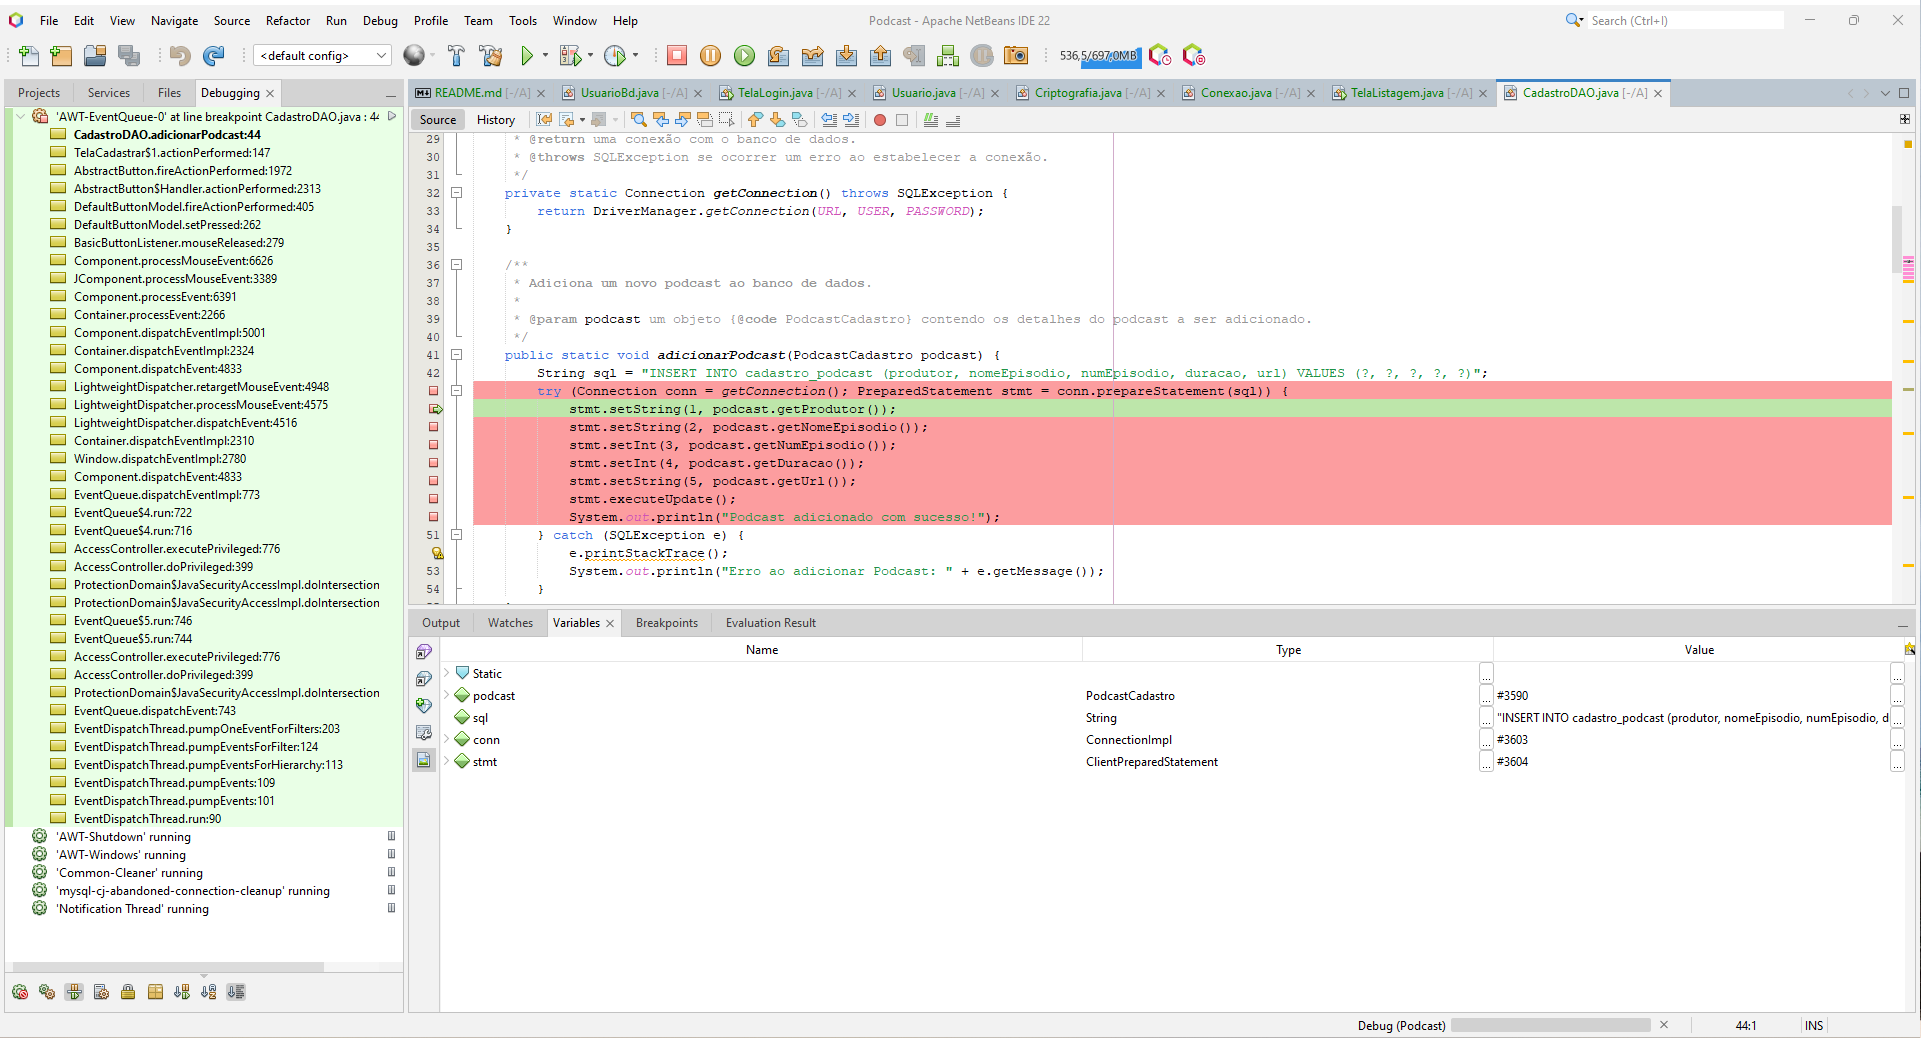 File Edit View Navigate Source Refactor Run Debug Profile Team Tools Window Help
Podcast - Apache NetBeans IDE 22
Search (Ctrl+I)
<default config>
536,5/697,0MB
Projects Services Files Debugging
'AWT-EventQueue-0' at line breakpoint CadastroDAO.java : 44
CadastroDAO.adicionarPodcast:44
TelaCadastrar$1.actionPerformed:147
AbstractButton.fireActionPerformed:1972
AbstractButton$Handler.actionPerformed:2313
DefaultButtonModel.fireActionPerformed:405
DefaultButtonModel.setPressed:262
BasicButtonListener.mouseReleased:279
Component.processMouseEvent:6626
JComponent.processMouseEvent:3389
Component.processEvent:6391
Container.processEvent:2266
Component.dispatchEventImpl:5001
Container.dispatchEventImpl:2324
Component.dispatchEvent:4833
LightweightDispatcher.retargetMouseEvent:4948
LightweightDispatcher.processMouseEvent:4575
LightweightDispatcher.dispatchEvent:4516
Container.dispatchEventImpl:2310
Window.dispatchEventImpl:2780
Component.dispatchEvent:4833
EventQueue.dispatchEventImpl:773
EventQueue$4.run:722
EventQueue$4.run:716
AccessController.executePrivileged:776
AccessController.doPrivileged:399
ProtectionDomain$JavaSecurityAccessImpl.doIntersection
ProtectionDomain$JavaSecurityAccessImpl.doIntersection
EventQueue$5.run:746
EventQueue$5.run:744
AccessController.executePrivileged:776
AccessController.doPrivileged:399
ProtectionDomain$JavaSecurityAccessImpl.doIntersection
EventQueue.dispatchEvent:743
EventDispatchThread.pumpOneEventForFilters:203
EventDispatchThread.pumpEventsForFilter:124
EventDispatchThread.pumpEventsForHierarchy:113
EventDispatchThread.pumpEvents:109
EventDispatchThread.pumpEvents:101
EventDispatchThread.run:90
'AWT-Shutdown' running
'AWT-Windows' running
'Common-Cleaner' running
'mysql-cj-abandoned-connection-cleanup' running
'Notification Thread' running
README.md [-/A] UsuarioBd.java [-/A] TelaLogin.java [-/A] Usuario.java [-/A] Criptografia.java [-/A] Conexao.java [-/A] TelaListagem.java [-/A] CadastroDAO.java [-/A]
Source History
29 * @return uma conexão com o banco de dados.
30 * @throws SQLException se ocorrer um erro ao estabelecer a conexão.
31 */
32 private static Connection getConnection() throws SQLException {
33 return DriverManager.getConnection(URL, USER, PASSWORD);
34 }
35
36 /**
37 * Adiciona um novo podcast ao banco de dados.
38 *
39 * @param podcast um objeto {@code PodcastCadastro} contendo os detalhes do podcast a ser adicionado.
40 */
41 public static void adicionarPodcast(PodcastCadastro podcast) {
42 String sql = "INSERT INTO cadastro_podcast (produtor, nomeEpisodio, numEpisodio, duracao, url) VALUES (?, ?, ?, ?, ?)";
try (Connection conn = getConnection(); PreparedStatement stmt = conn.prepareStatement(sql)) {
stmt.setString(1, podcast.getProdutor());
stmt.setString(2, podcast.getNomeEpisodio());
stmt.setInt(3, podcast.getNumEpisodio());
stmt.setInt(4, podcast.getDuracao());
stmt.setString(5, podcast.getUrl());
stmt.executeUpdate();
System.out.println("Podcast adicionado com sucesso!");
51 } catch (SQLException e) {
e.printStackTrace();
53 System.out.println("Erro ao adicionar Podcast: " + e.getMessage());
54 }
Output Watches Variables Breakpoints Evaluation Result
Name Type Value
Static
podcast PodcastCadastro #3590
sql String "INSERT INTO cadastro_podcast (produtor, nomeEpisodio, numEpisodio, d
conn ConnectionImpl #3603
stmt ClientPreparedStatement #3604
Debug (Podcast) 44:1 INS